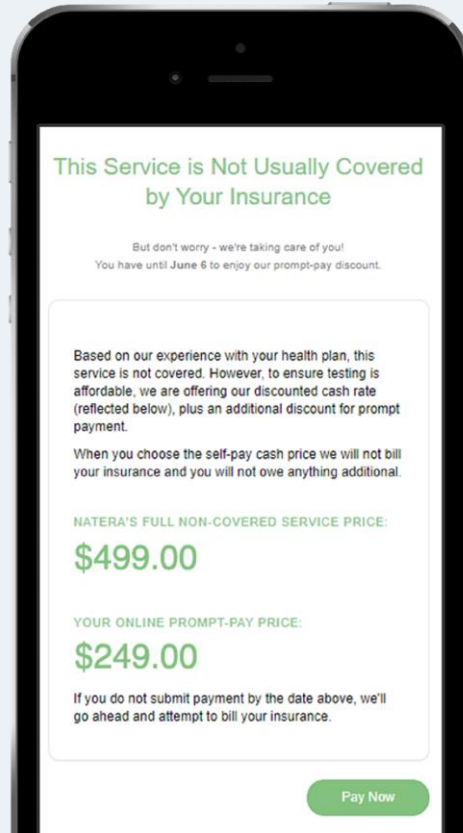 This Service is Not Usually Covered
by Your Insurance
But don't worry - we're taking care of you!
You have until June 6 to enjoy our prompt-pay discount.
Based on our experience with your health plan, this
service is not covered. However, to ensure testing is
affordable, we are offering our discounted cash rate
(reflected below), plus an additional discount for prompt
payment.
When you choose the self-pay cash price we will not bill
your insurance and you will not owe anything additional.
NATERA'S FULL NON-COVERED SERVICE PRICE:
$499.00
YOUR ONLINE PROMPT-PAY PRICE:
$249.00
If you do not submit payment by the date above, we'll
go ahead and attempt to bill your insurance.
Pay Now